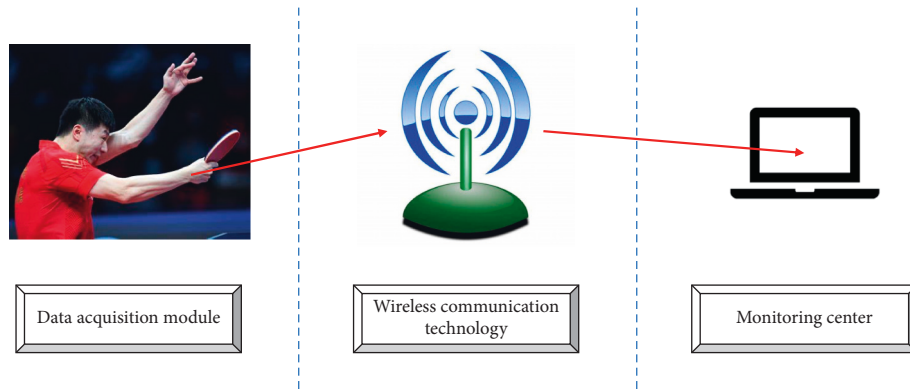 Data acquisition module
Wireless communication
technology
Monitoring center